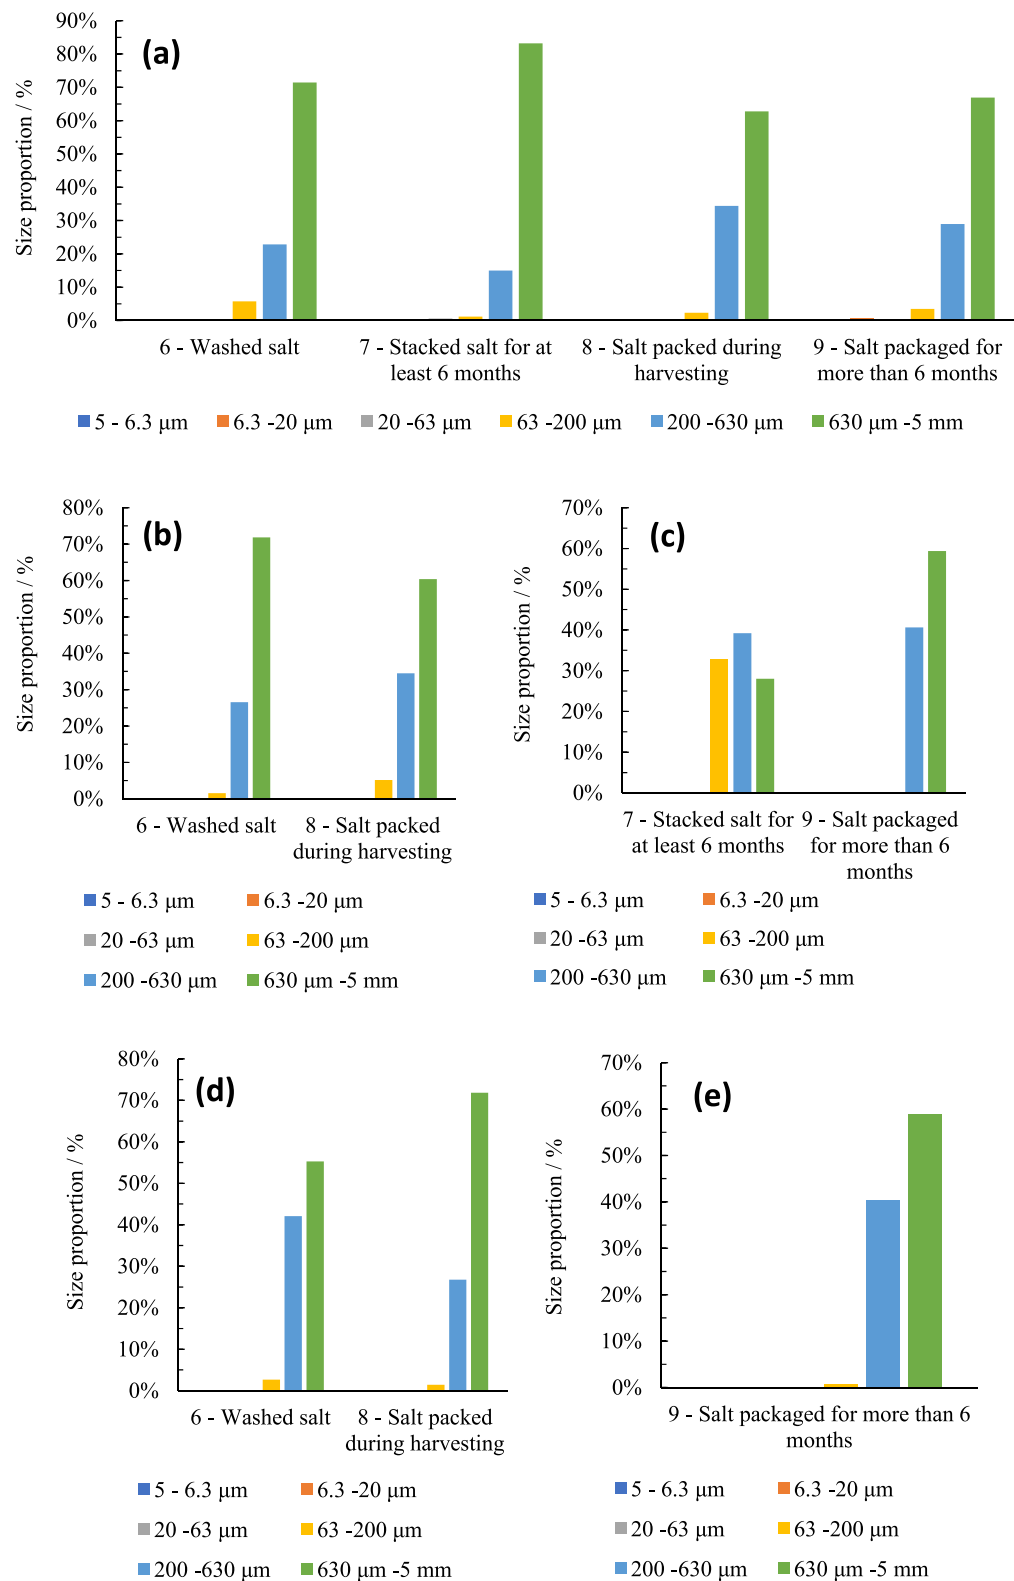 (a)
Size proportion / %
90%
80%
70%
60%
50%
40%
30%
20%
10%
0%
6 - Washed salt
7 - Stacked salt for at
least 6 months
8 - Salt packed during
harvesting
9 - Salt packaged for
more than 6 months
5 - 6.3 μm 6.3 -20 μm 20 -63 μm 63 -200 μm 200 -630 μm 630 μm -5 mm
(b)
Size proportion / %
80%
70%
60%
50%
40%
30%
20%
10%
0%
6 - Washed salt
8 - Salt packed
during harvesting
5 - 6.3 μm 6.3 -20 μm
20 -63 μm 63 -200 μm
200 -630 μm 630 μm -5 mm
(c)
Size proportion / %
70%
60%
50%
40%
30%
20%
10%
0%
7 - Stacked salt for
at least 6 months
9 - Salt packaged
for more than 6
months
5 - 6.3 μm 6.3 -20 μm
20 -63 μm 63 -200 μm
200 -630 μm 630 μm -5 mm
(d)
Size proportion / %
80%
70%
60%
50%
40%
30%
20%
10%
0%
6 - Washed salt
8 - Salt packed
during harvesting
5 - 6.3 μm 6.3 -20 μm
20 -63 μm 63 -200 μm
200 -630 μm 630 μm -5 mm
(e)
Size proportion / %
70%
60%
50%
40%
30%
20%
10%
0%
9 - Salt packaged for more than 6
months
5 - 6.3 μm 6.3 -20 μm
20 -63 μm 63 -200 μm
200 -630 μm 630 μm -5 mm